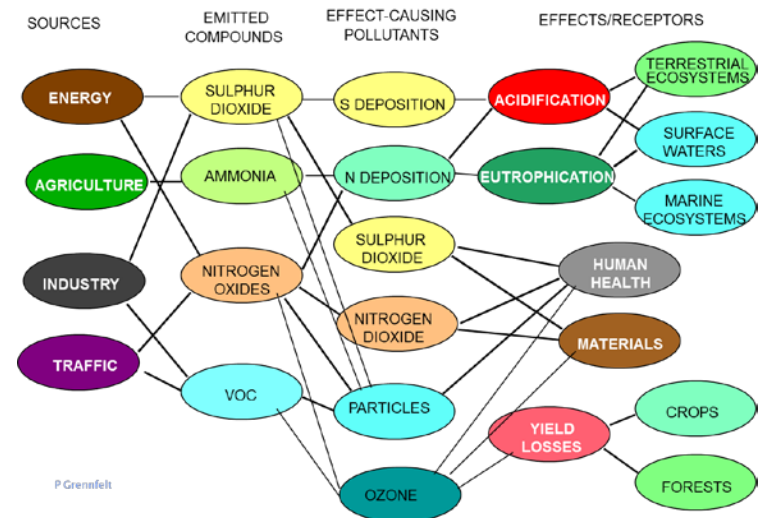 SOURCES
EMITTED
COMPOUNDS
EFFECT-CAUSING
POLLUTANTS
EFFECTS/RECEPTORS
ENERGY
AGRICULTURE
INDUSTRY
TRAFFIC
SULPHUR
DIOXIDE
AMMONIA
NITROGEN
OXIDES
VOC
S DEPOSITION
N DEPOSITION
SULPHUR
DIOXIDE
NITROGEN
DIOXIDE
PARTICLES
OZONE
ACIDIFICATION
EUTROPHICATION
HUMAN
HEALTH
MATERIALS
YIELD
LOSSES
TERRESTRIAL
ECOSYSTEMS
SURFACE
WATERS
MARINE
ECOSYSTEMS
CROPS
FORESTS
P Grennfelt